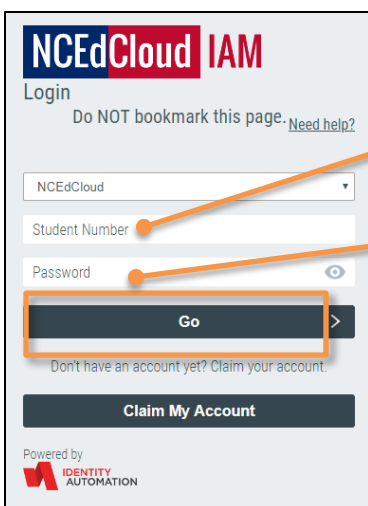 NCEdCloud IAM
Login
Do NOT bookmark this page. Need help?
NCEdCloud
Student Number
Password
Go
Don't have an account yet? Claim your account.
Claim My Account
Powered by
IDENTITY
AUTOMATION